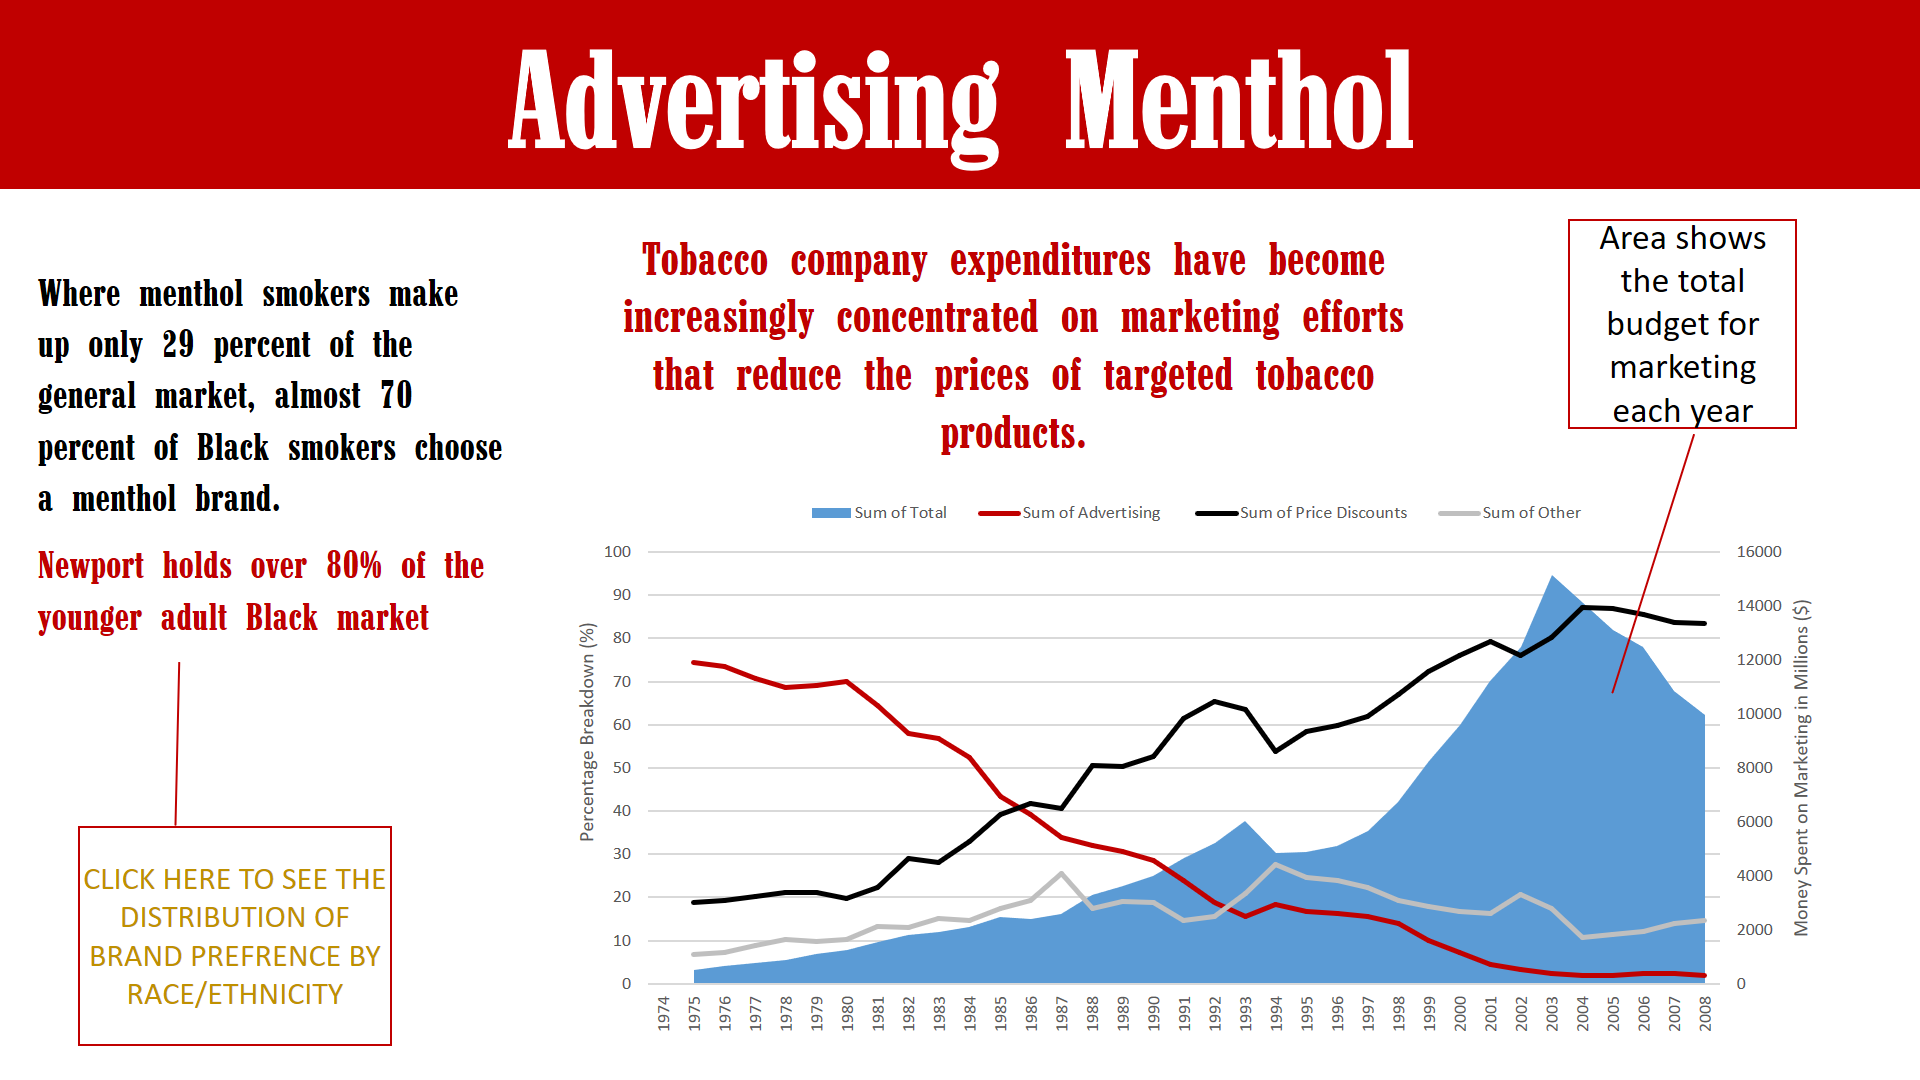 Advertising Menthol
Where menthol smokers make
up only 29 percent of the
general market, almost 70
percent of Black smokers choose
a menthol brand.
Newport holds over 80% of the
younger adult Black market
CLICK HERE TO SEE THE
DISTRIBUTION OF
BRAND PREFRENCE BY
RACE/ETHNICITY
Tobacco company expenditures have become
increasingly concentrated on marketing efforts
that reduce the prices of targeted tobacco
products.
Area shows
the total
budget for
marketing
each year
Sum of Total Sum of Advertising Sum of Price Discounts Sum of Other
Percentage Breakdown (%)
100
90
80
70
60
50
40
30
20
10
0
16000
14000
12000
10000
8000
6000
4000
2000
0
Money Spent on Marketing in Millions ($)
1974 1975 1976 1977 1978 1979 1980 1981 1982 1983 1984 1985 1986 1987 1988 1989 1990 1991 1992 1993 1994 1995 1996 1997 1998 1999 2000 2001 2002 2003 2004 2005 2006 2007 2008